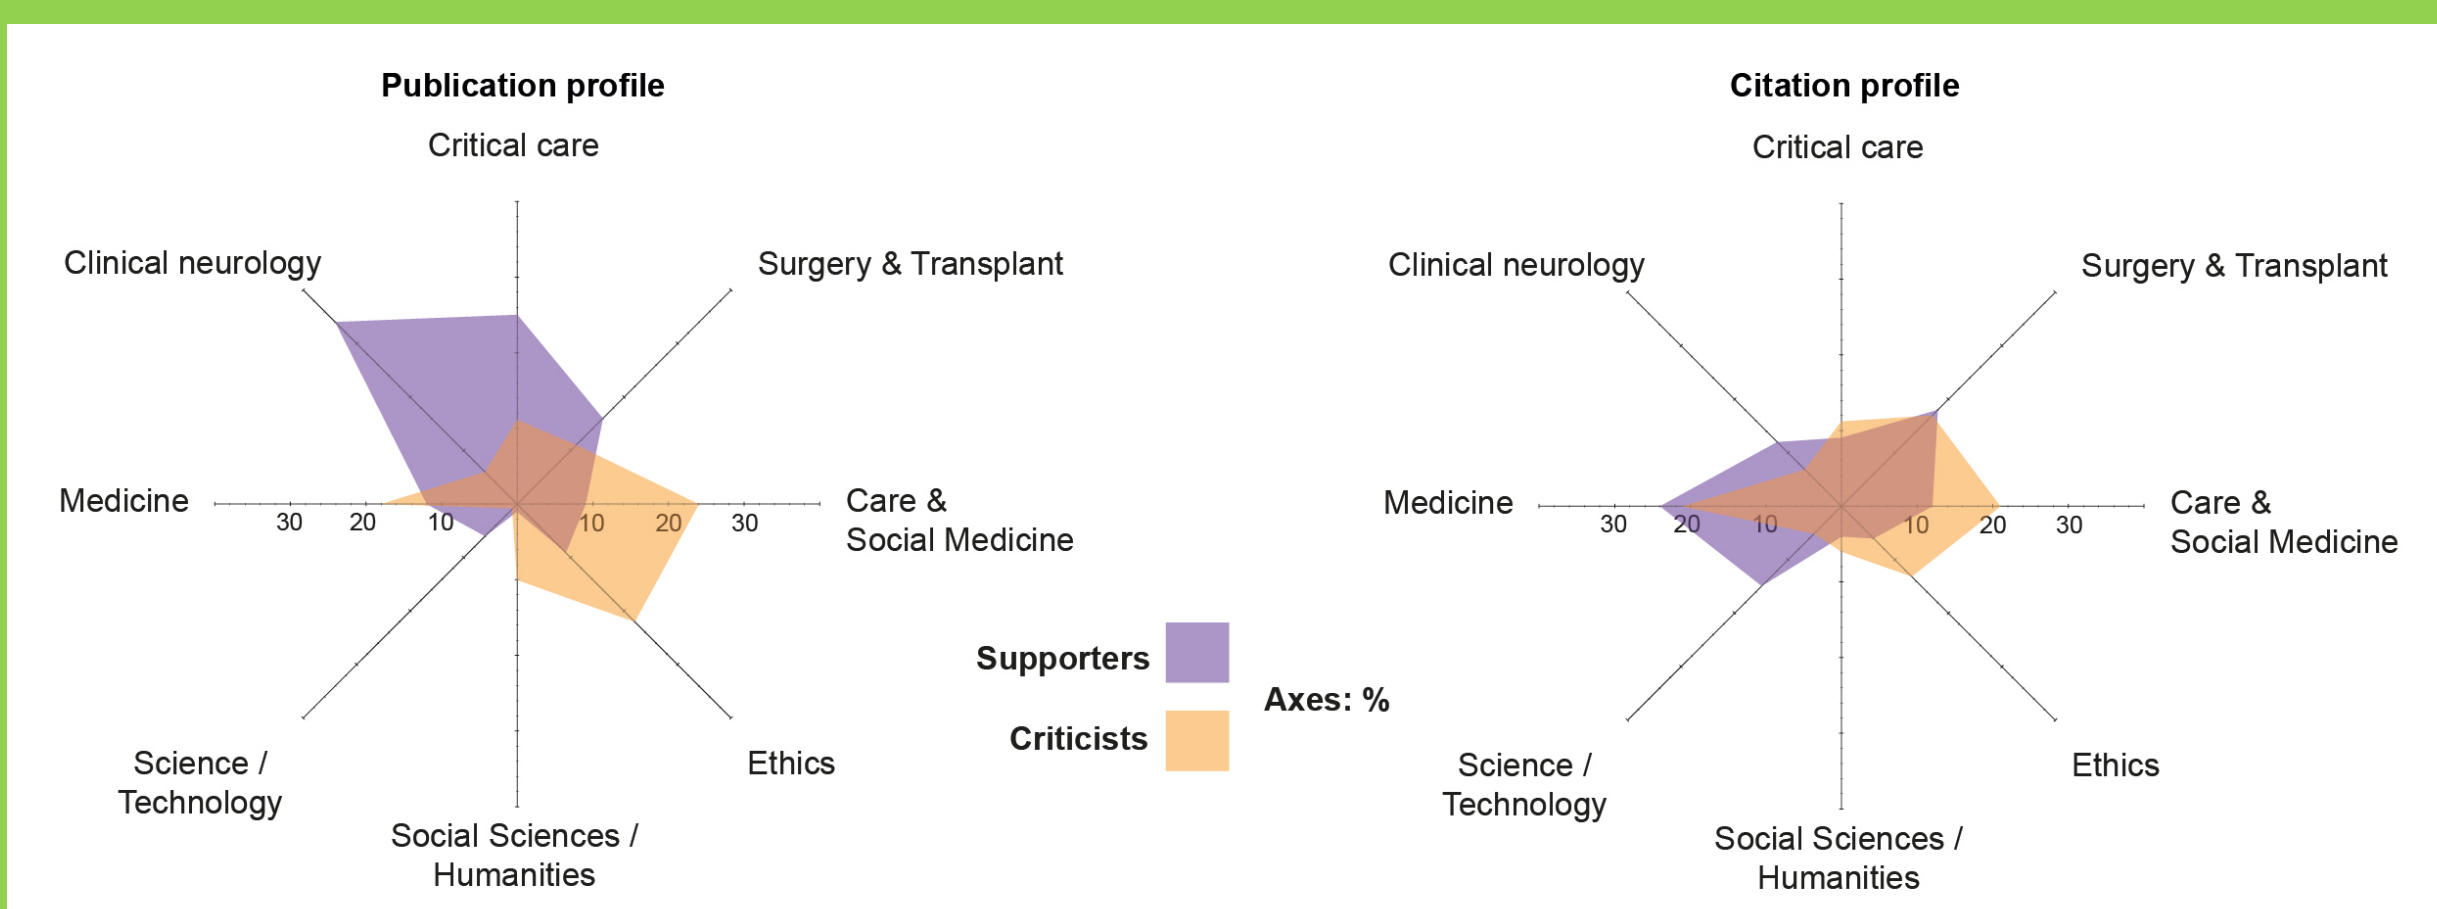 Publication profile
Critical care
Clinical neurology
Surgery & Transplant
Medicine
30 20 10 10 20 30
Care &
Social Medicine
Science /
Technology
Ethics
Social Sciences /
Humanities
Supporters
Criticists
Axes: %
Citation profile
Critical care
Clinical neurology
Surgery & Transplant
Medicine
30 20 10 10 20 30
Care &
Social Medicine
Science /
Technology
Ethics
Social Sciences /
Humanities